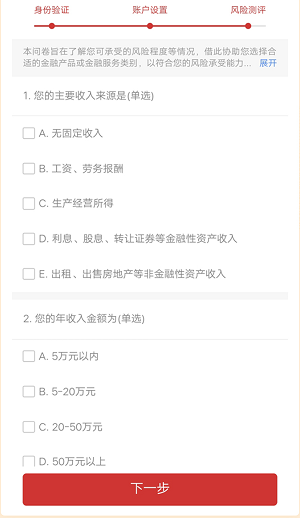 身份验证 账户设置 风险测评
本问卷旨在了解您可承受的风险程度等情况，借此协助您选择合
适的金融产品或金融服务类别，以符合您的风险承受能力... 展开
1. 您的主要收入来源是(单选)
A. 无固定收入
B. 工资、劳务报酬
C. 生产经营所得
D. 利息、股息、转让证券等金融性资产收入
E. 出租、出售房地产等非金融性资产收入
2. 您的年收入金额为(单选)
A. 5万元以内
B. 5-20万元
C. 20-50万元
D. 50万元以上
下一步